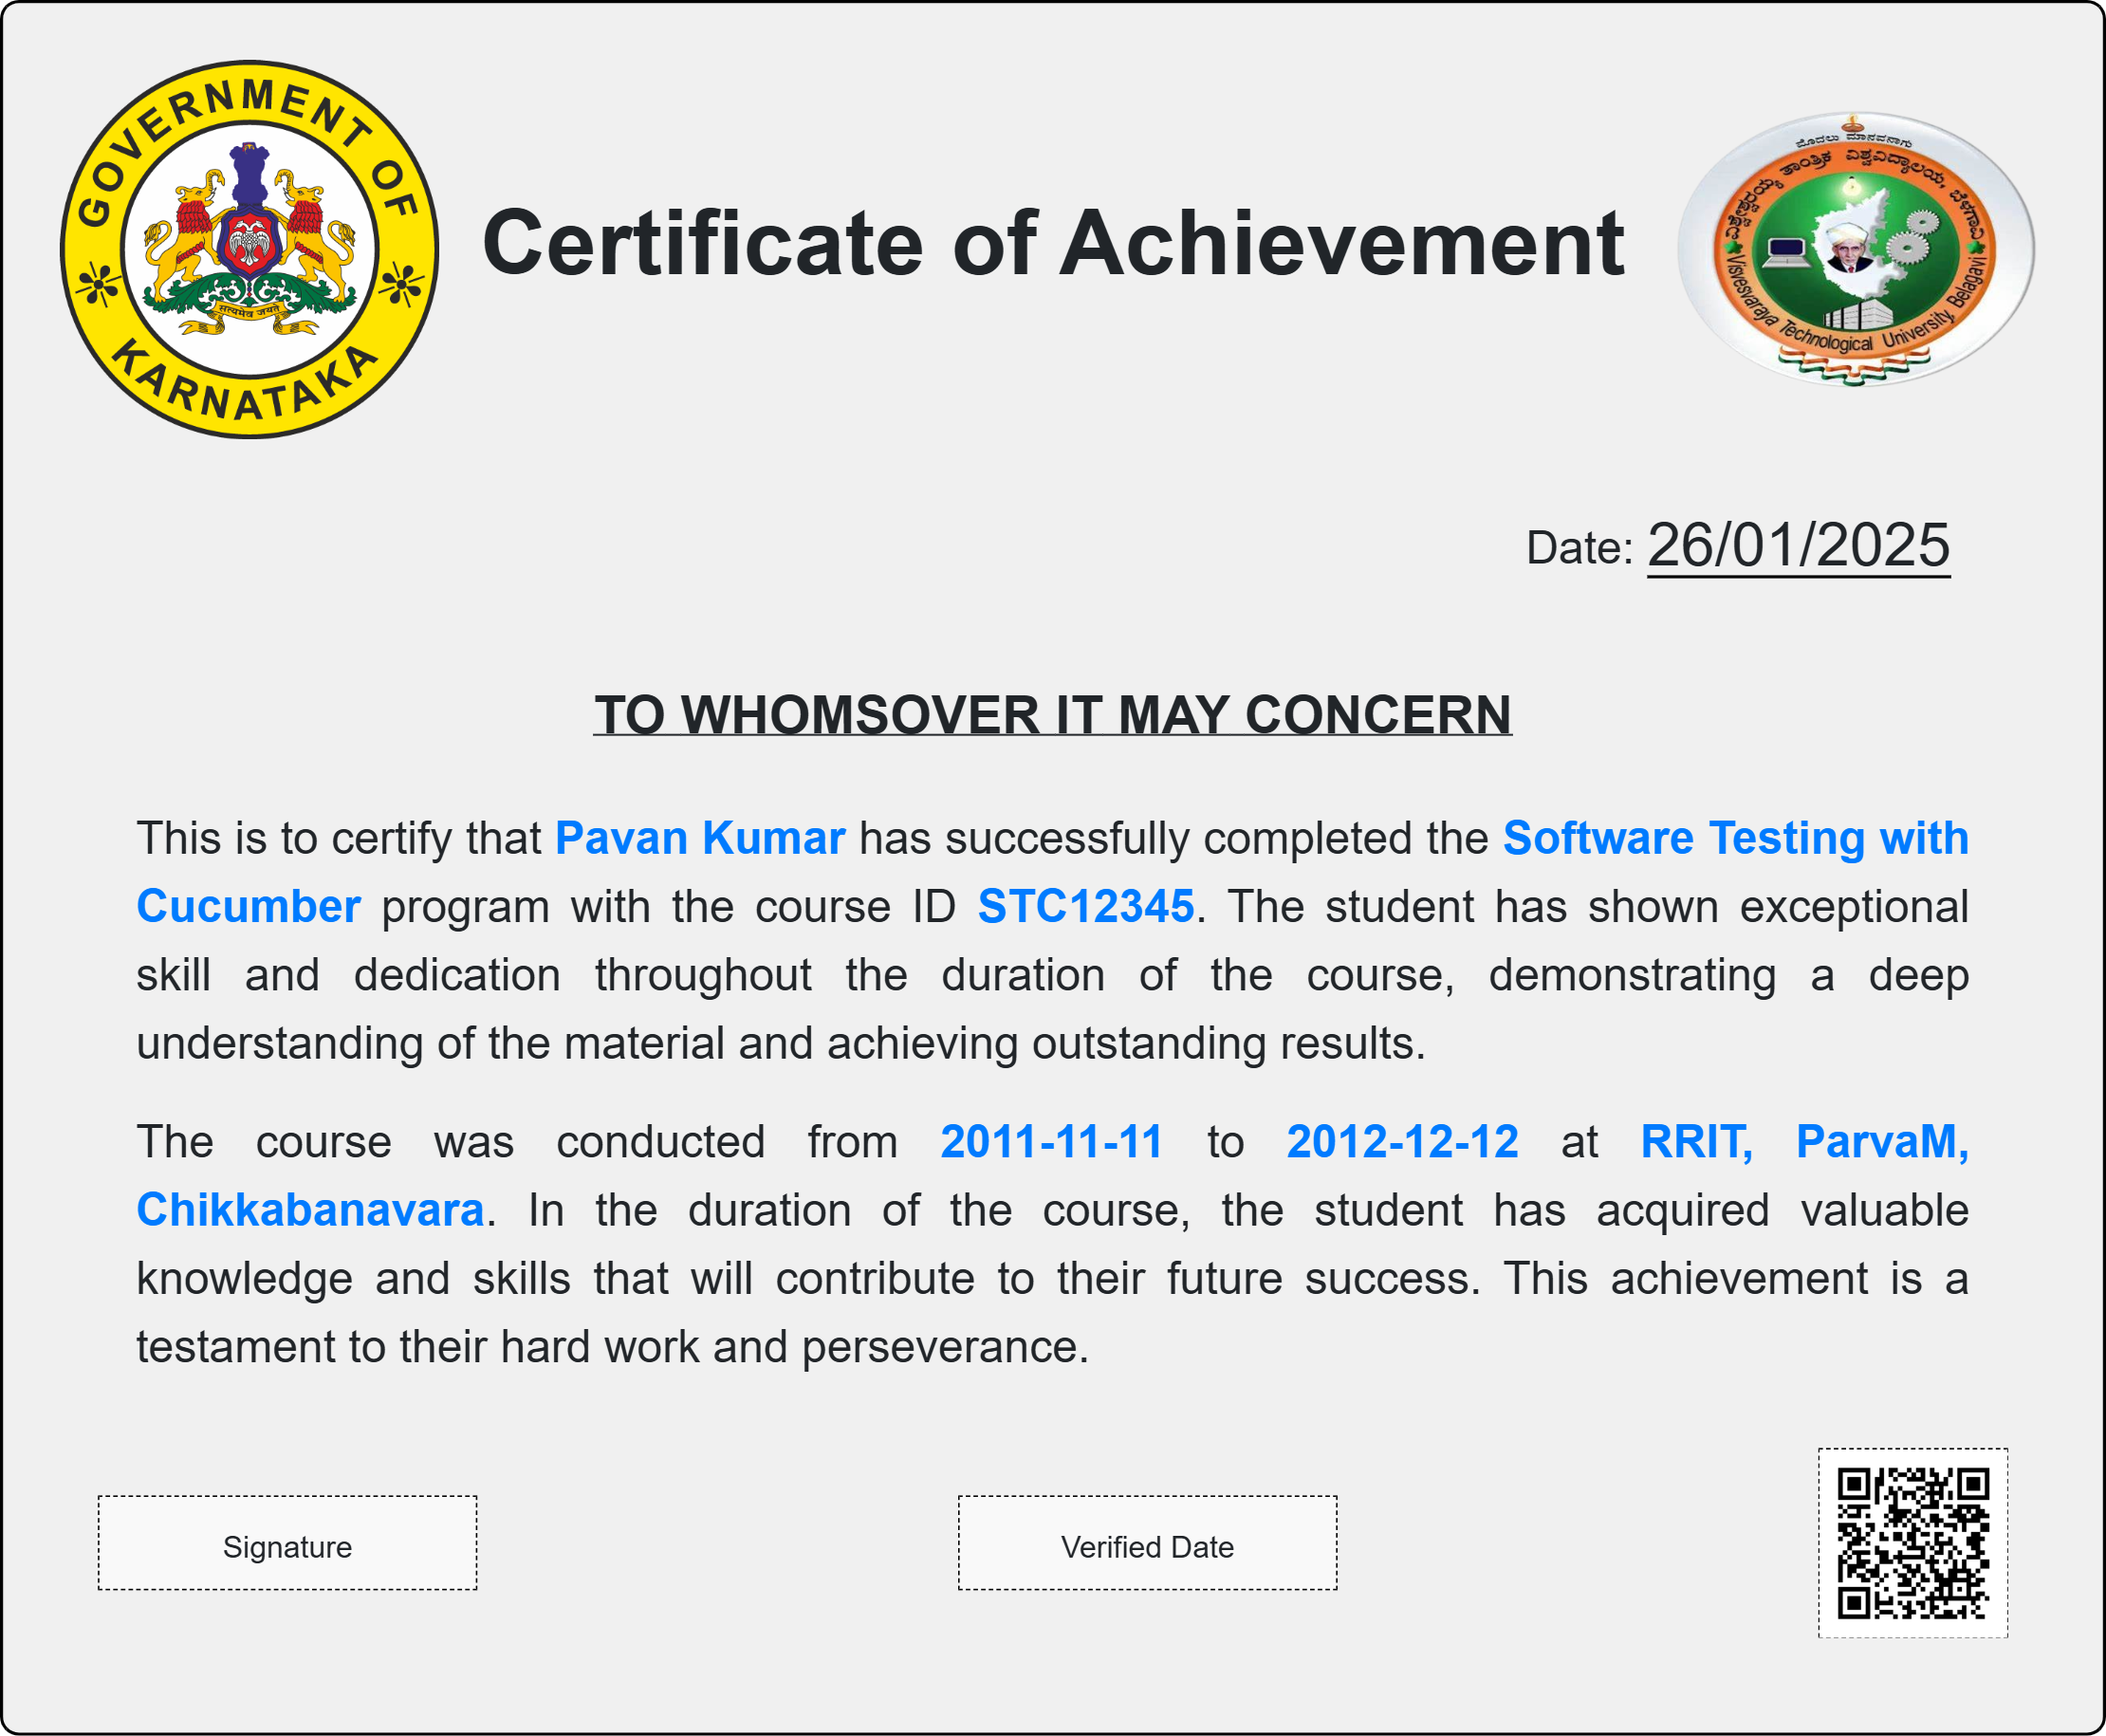 GOVERNMENT OF
KARNATAKA
सत्यमेव जयते
Certificate of Achievement
ಮೊದಲು ಮಾನವನಾಗು
ವಿಶ್ವೇಶ್ವರಯ್ಯ ತಾಂತ್ರಿಕ ವಿಶ್ವವಿದ್ಯಾಲಯ, ಬೆಳಗಾವಿ
Visvesvaraya Technological University, Belagavi
Date: 26/01/2025
TO WHOMSOVER IT MAY CONCERN
This is to certify that Pavan Kumar has successfully completed the Software Testing with
Cucumber program with the course ID STC12345. The student has shown exceptional
skill and dedication throughout the duration of the course, demonstrating a deep
understanding of the material and achieving outstanding results.
The course was conducted from 2011-11-11 to 2012-12-12 at RRIT, ParvaM,
Chikkabanavara. In the duration of the course, the student has acquired valuable
knowledge and skills that will contribute to their future success. This achievement is a
testament to their hard work and perseverance.
Signature
Verified Date